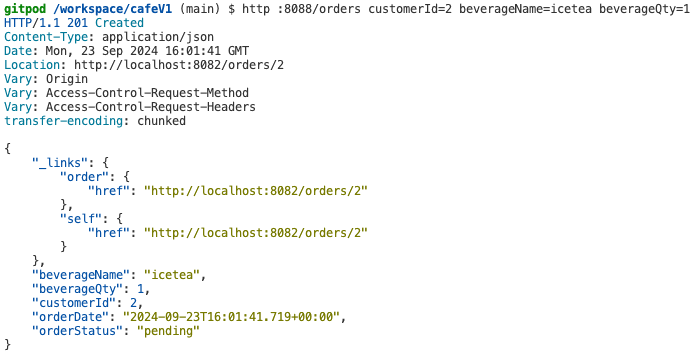 gitpod /workspace/cafeV1 (main) $ http :8088/orders customerId=2 beverageName=icetea beverageQty=1
HTTP/1.1 201 Created
Content-Type: application/json
Date: Mon, 23 Sep 2024 16:01:41 GMT
Location: http://localhost:8082/orders/2
Vary: Origin
Vary: Access-Control-Request-Method
Vary: Access-Control-Request-Headers
transfer-encoding: chunked

{
    "_links": {
        "order": {
            "href": "http://localhost:8082/orders/2"
        },
        "self": {
            "href": "http://localhost:8082/orders/2"
        }
    },
    "beverageName": "icetea",
    "beverageQty": 1,
    "customerId": 2,
    "orderDate": "2024-09-23T16:01:41.719+00:00",
    "orderStatus": "pending"
}